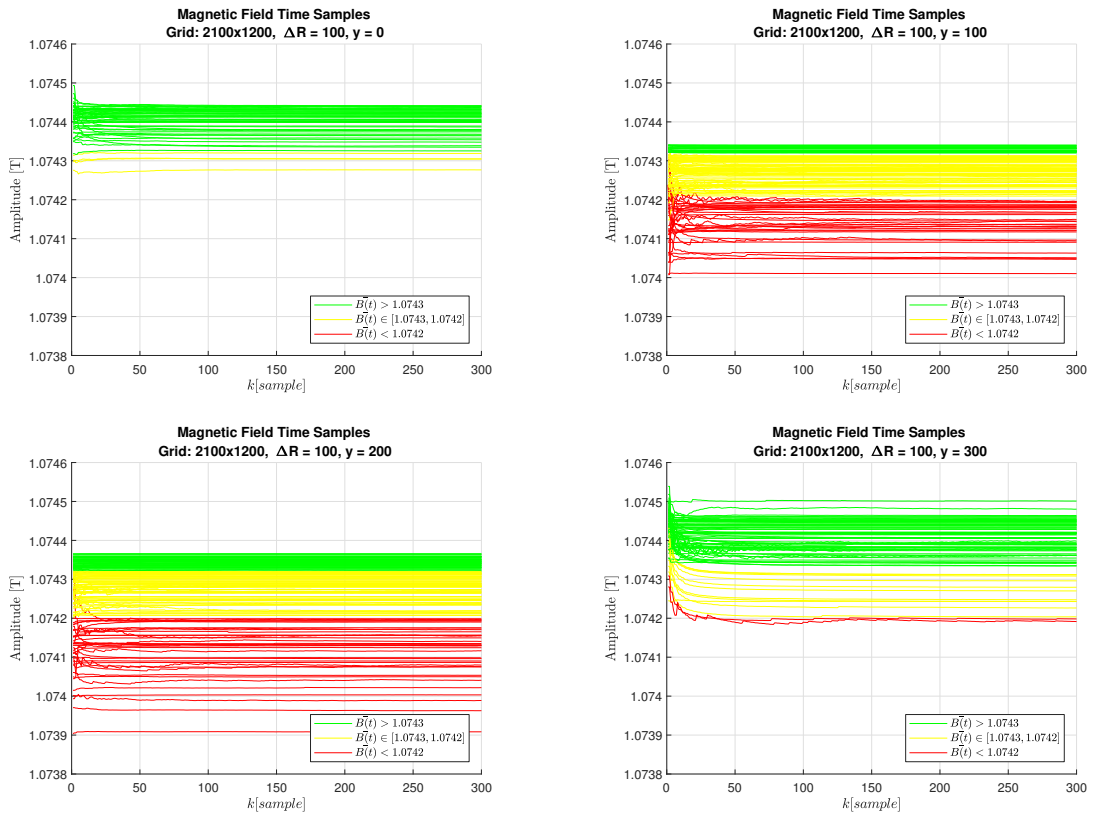 Magnetic Field Time Samples
Grid: 2100x1200, ΔR = 100, y = 0
1.0746
1.0745
1.0744
1.0743
1.0742
1.0741
1.074
1.0739
1.0738
Amplitude [T]
B(̄t) > 1.0743
B(̄t) ∈ [1.0743, 1.0742]
B(̄t) < 1.0742
0 50 100 150 200 250 300
k[sample]
Magnetic Field Time Samples
Grid: 2100x1200, ΔR = 100, y = 100
1.0746
1.0745
1.0744
1.0743
1.0742
1.0741
1.074
1.0739
1.0738
Amplitude [T]
B(̄t) > 1.0743
B(̄t) ∈ [1.0743, 1.0742]
B(̄t) < 1.0742
0 50 100 150 200 250 300
k[sample]
Magnetic Field Time Samples
Grid: 2100x1200, ΔR = 100, y = 200
1.0746
1.0745
1.0744
1.0743
1.0742
1.0741
1.074
1.0739
1.0738
Amplitude [T]
B(̄t) > 1.0743
B(̄t) ∈ [1.0743, 1.0742]
B(̄t) < 1.0742
0 50 100 150 200 250 300
k[sample]
Magnetic Field Time Samples
Grid: 2100x1200, ΔR = 100, y = 300
1.0746
1.0745
1.0744
1.0743
1.0742
1.0741
1.074
1.0739
1.0738
Amplitude [T]
B(̄t) > 1.0743
B(̄t) ∈ [1.0743, 1.0742]
B(̄t) < 1.0742
0 50 100 150 200 250 300
k[sample]